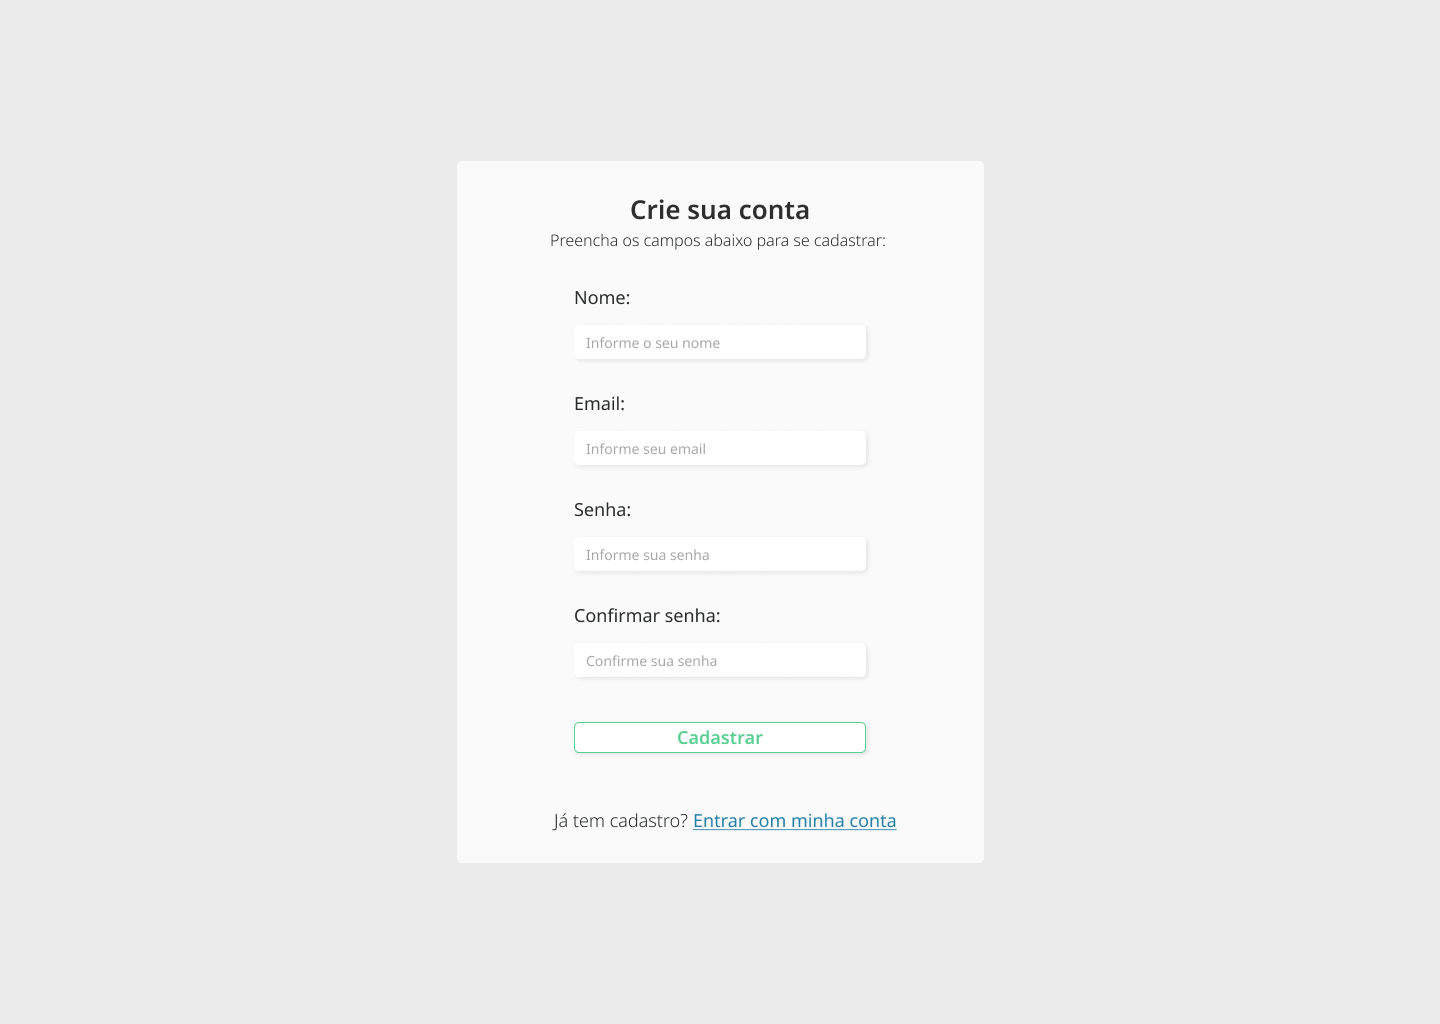 Crie sua conta
Preencha os campos abaixo para se cadastrar:
Nome:
Informe o seu nome
Email:
Informe seu email
Senha:
Informe sua senha
Confirmar senha:
Confirme sua senha
Cadastrar
Já tem cadastro? Entrar com minha conta